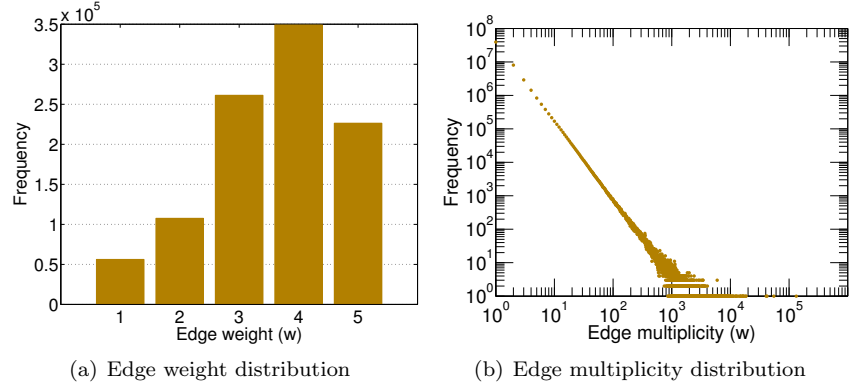 3.5 x 10^5
3
2.5
2
1.5
1
0.5
0
Frequency
1 2 3 4 5
Edge weight (w)
(a) Edge weight distribution
10^8
10^7
10^6
10^5
10^4
10^3
10^2
10^1
10^0
Frequency
10^0 10^1 10^2 10^3 10^4 10^5
Edge multiplicity (w)
(b) Edge multiplicity distribution